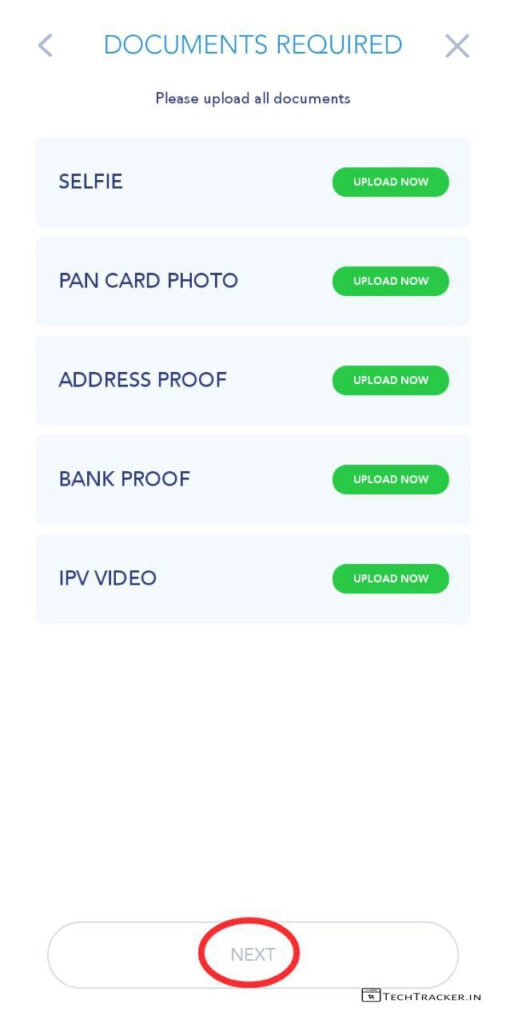 DOCUMENTS REQUIRED
Please upload all documents
SELFIE
UPLOAD NOW
PAN CARD PHOTO
UPLOAD NOW
ADDRESS PROOF
UPLOAD NOW
BANK PROOF
UPLOAD NOW
IPV VIDEO
UPLOAD NOW
NEXT
TECHTRACKER.IN